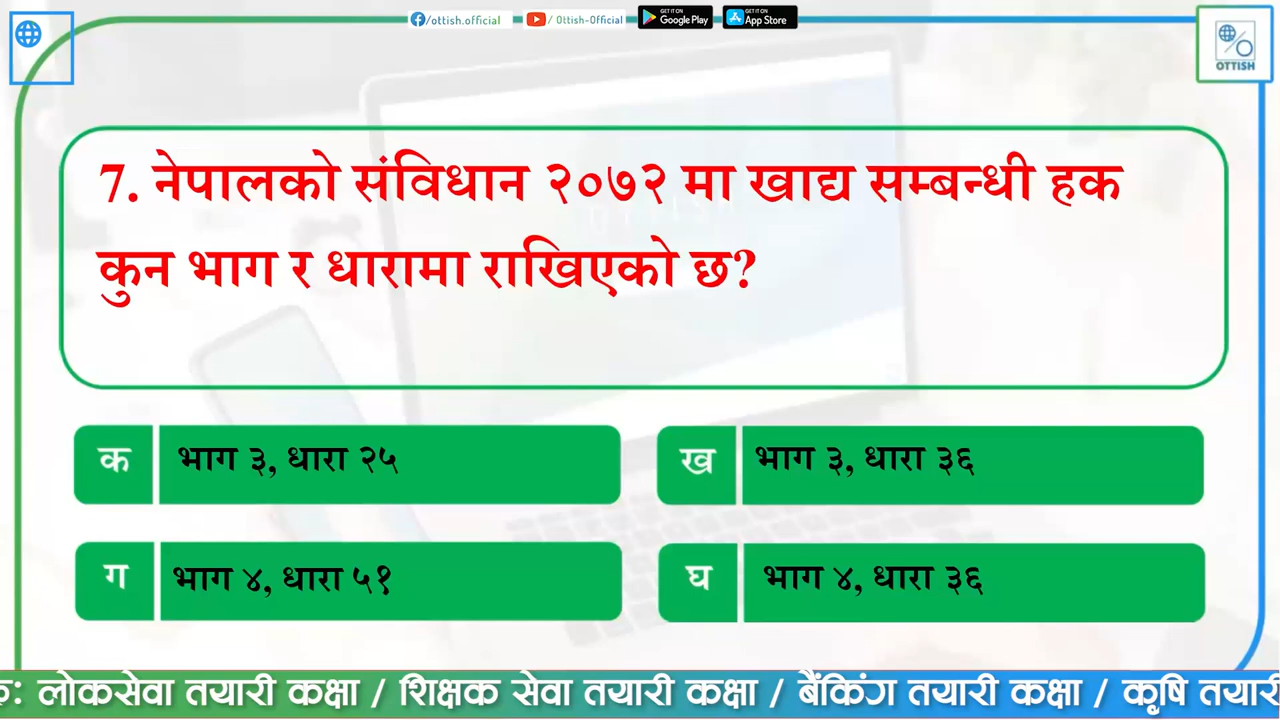 /ottish.official
/ Ottish-Official
GET IT ON
Google Play
GET IT ON
App Store
OTTISH
7. नेपालको संविधान २०७२ मा खाद्य सम्बन्धी हक
कुन भाग र धारामा राखिएको छ?
क भाग ३, धारा २५
ख भाग ३, धारा ३६
ग भाग ४, धारा ५१
घ भाग ४, धारा ३६
लोकसेवा तयारी कक्षा / शिक्षक सेवा तयारी कक्षा / बैंकिंग तयारी कक्षा / कृषि तयारी